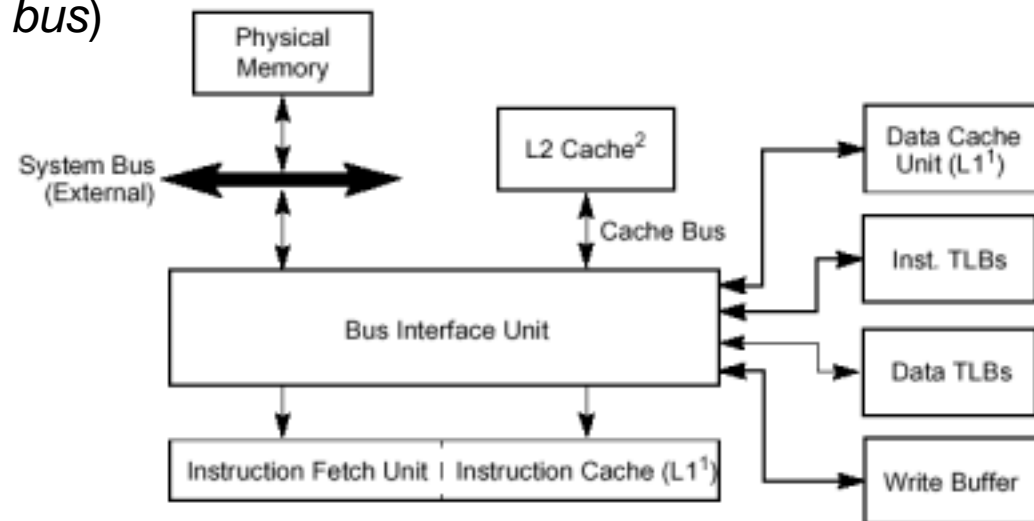 bus)
Physical
Memory
System Bus
(External)
L2 Cache²
Cache Bus
Data Cache
Unit (L1¹)
Inst. TLBs
Bus Interface Unit
Data TLBs
Instruction Fetch Unit
Instruction Cache (L1¹)
Write Buffer